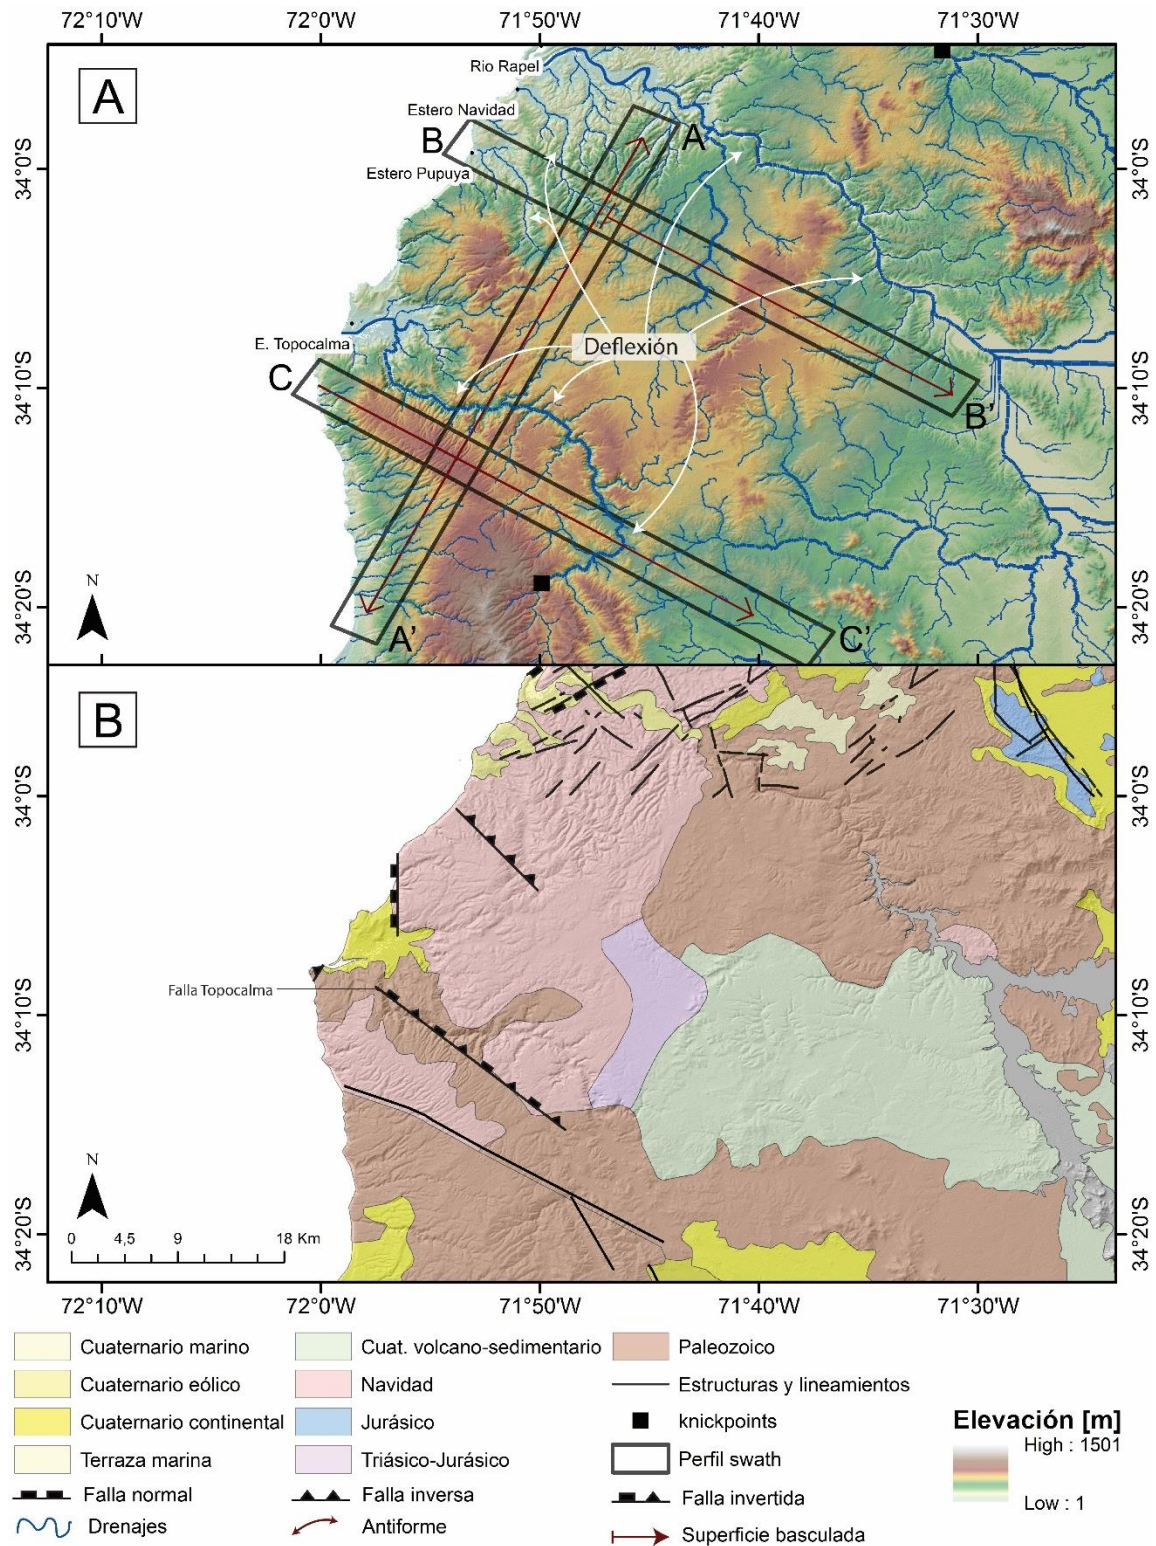 72°10'W 72°0'W 71°50'W 71°40'W 71°30'W
A
Rio Rapel
Estero Navidad
B
A
34°0'S 34°0'S
Estero Pupuya
Deflexión
E. Topocalma
C
34°10'S 34°10'S
B'
N
34°20'S 34°20'S
A'
C'
B
34°0'S 34°0'S
Falla Topocalma
34°10'S 34°10'S
N
0 4,5 9 18 Km
34°20'S 34°20'S
72°10'W 72°0'W 71°50'W 71°40'W 71°30'W
Cuaternario marino Cuat. volcano-sedimentario Paleozoico
Cuaternario eólico Navidad Estructuras y lineamientos
Cuaternario continental Jurásico knickpoints
Terraza marina Triásico-Jurásico Perfil swath
Falla normal Falla inversa Falla invertida
Drenajes Antiforme Superficie basculada
Elevación [m]
High : 1501
Low : 1